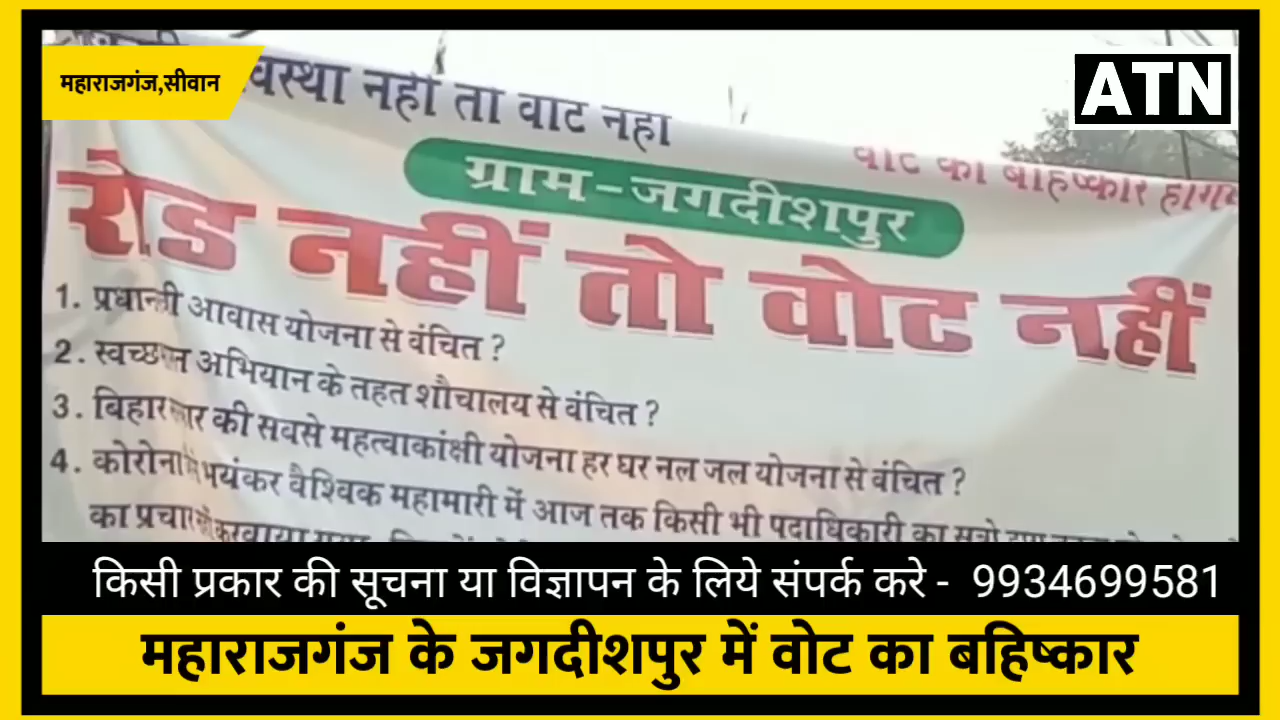 महाराजगंज,सीवान
ATN
नहीं तो वोट नहीं
वोट का बहिष्कार
ग्राम-जगदीशपुर
रोड नहीं तो वोट नहीं
1. आवास योजना से वंचित ?
2. अभियान के तहत शौचालय से वंचित ?
3. की सबसे महत्वाकांक्षी योजना हर घर नल जल योजना से वंचित ?
4. भयंकर वैश्विक महामारी में आज तक किसी भी पदाधिकारी
का
किसी प्रकार की सूचना या विज्ञापन के लिये संपर्क करे - 9934699581
महाराजगंज के जगदीशपुर में वोट का बहिष्कार